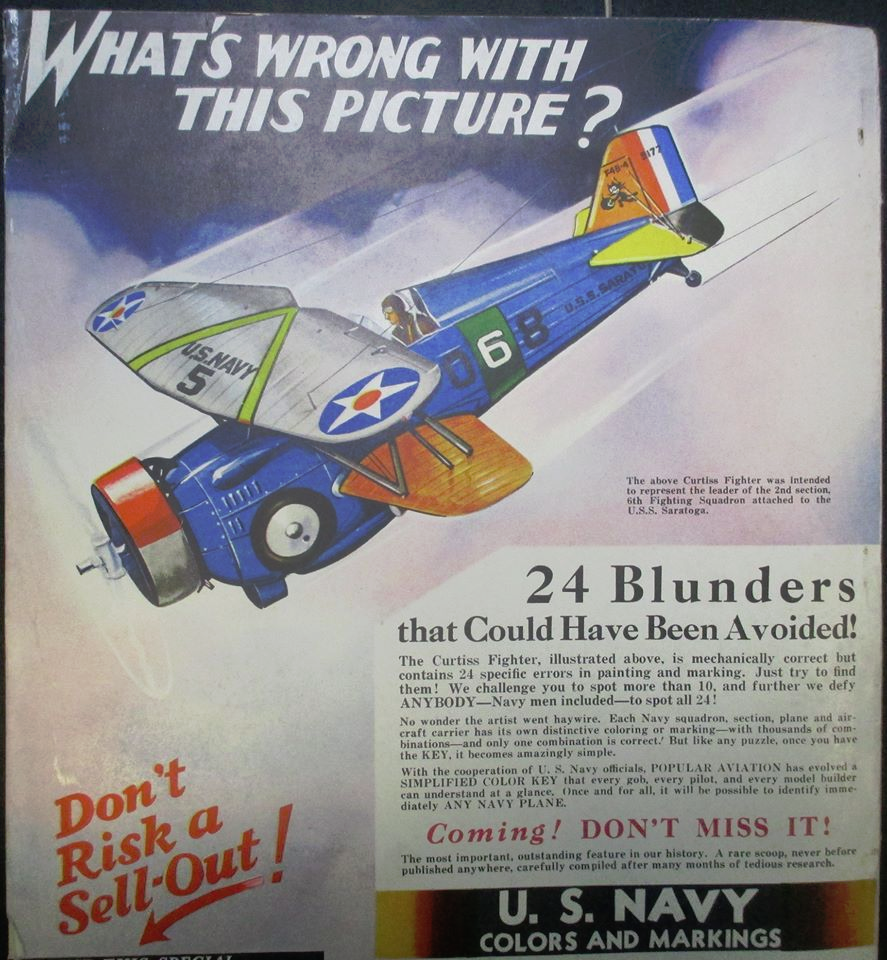 WHAT'S WRONG WITH
THIS PICTURE?
9177
F4B-4
U.S.S. SARATO
D6B
U.S. NAVY
5
The above Curtiss Fighter was intended
to represent the leader of the 2nd section,
6th Fighting Squadron attached to the
U.S.S. Saratoga.
24 Blunders
that Could Have Been Avoided!
The Curtiss Fighter, illustrated above, is mechanically correct but
contains 24 specific errors in painting and marking. Just try to find
them! We challenge you to spot more than 10, and further we defy
ANYBODY—Navy men included—to spot all 24!
No wonder the artist went haywire. Each Navy squadron, section, plane and air-
craft carrier has its own distinctive coloring or marking—with thousands of com-
binations—and only one combination is correct! But like any puzzle, once you have
the KEY, it becomes amazingly simple.
With the cooperation of U. S. Navy officials, POPULAR AVIATION has evolved a
SIMPLIFIED COLOR KEY that every gob, every pilot, and every model builder
can understand at a glance. Once and for all, it will be possible to identify imme-
diately ANY NAVY PLANE.
Coming! DON'T MISS IT!
The most important, outstanding feature in our history. A rare scoop, never before
published anywhere, carefully compiled after many months of tedious research.
U. S. NAVY
COLORS AND MARKINGS
Don't
Risk a
Sell-Out!
THIS SPECIAL